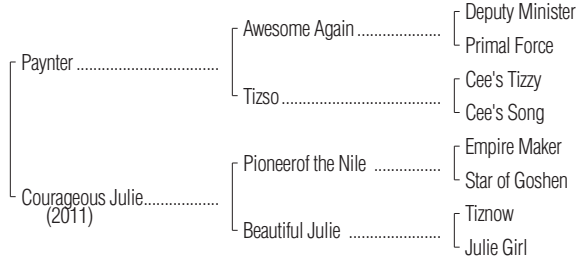 Deputy Minister
Awesome Again ....................
Primal Force
Paynter ..................................
Cee's Tizzy
Tizso ......................................
Cee's Song
Empire Maker
Pioneerof the Nile ................
Star of Goshen
Courageous Julie..................
(2011)
Tiznow
Beautiful Julie ......................
Julie Girl